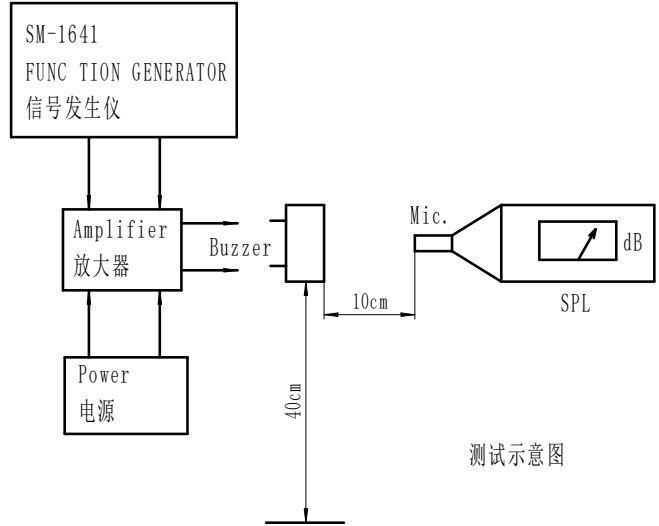 SM-1641
FUNC TION GENERATOR
信号发生仪
Amplifier
放大器
Buzzer
Mic.
dB
SPL
10cm
40cm
Power
电源
测试示意图